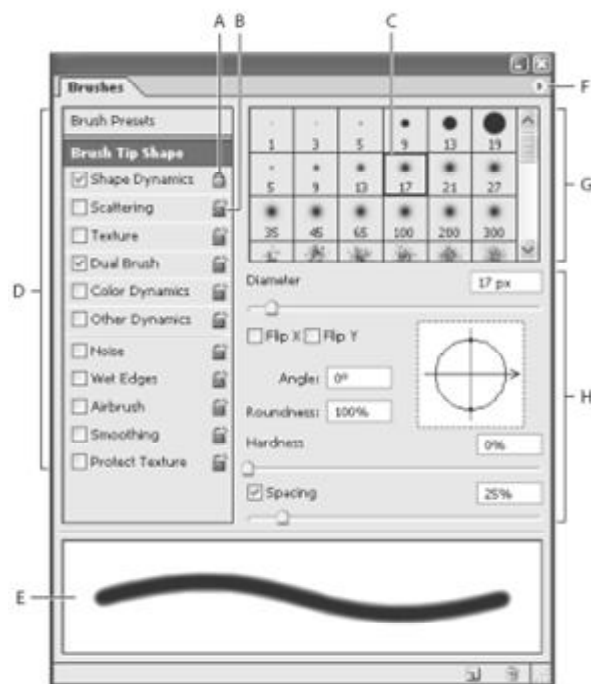 A B C
F
Brushes
Brush Presets
Brush Tip Shape
Shape Dynamics
Scattering
Texture
Dual Brush
Color Dynamics
Other Dynamics
Noise
Wet Edges
Airbrush
Smoothing
Protect Texture
D
1 3 5 9 13 19
5 9 13 17 21 27
35 45 65 100 200 300
G
Diameter 17 px
Flip X Flip Y
Angle: 0º
Roundness: 100%
Hardness 0%
Spacing 25%
H
E